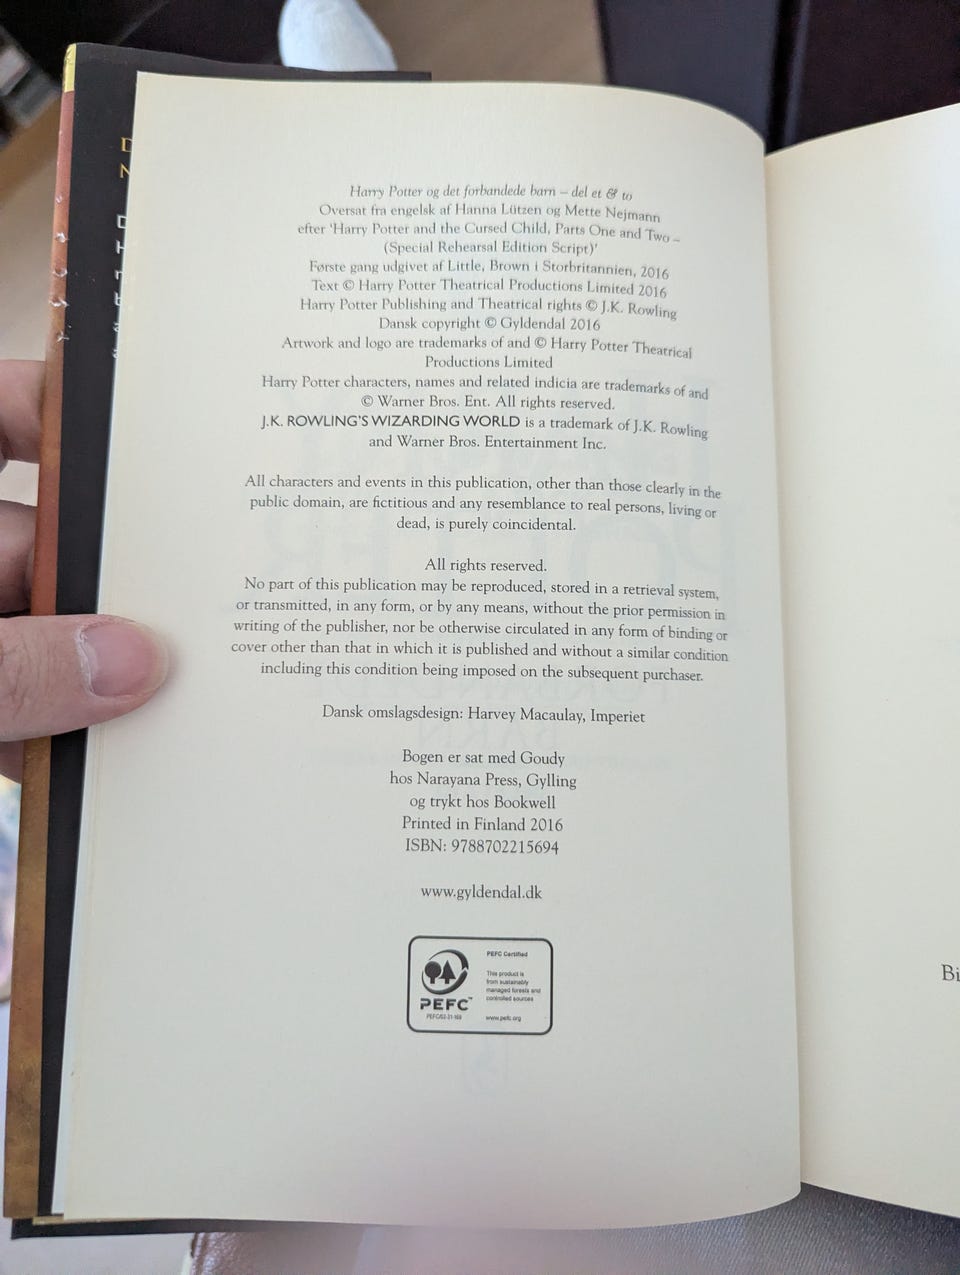 Harry Potter og det forbandede barn – del et & to
Oversat fra engelsk af Hanna Lützen og Mette Nejmann
efter 'Harry Potter and the Cursed Child, Parts One and Two –
(Special Rehearsal Edition Script)'
Første gang udgivet af Little, Brown i Storbritannien, 2016
Text © Harry Potter Theatrical Productions Limited 2016
Harry Potter Publishing and Theatrical rights © J.K. Rowling
Dansk copyright © Gyldendal 2016
Artwork and logo are trademarks of and © Harry Potter Theatrical
Productions Limited
Harry Potter characters, names and related indicia are trademarks of and
© Warner Bros. Ent. All rights reserved.
J.K. ROWLING'S WIZARDING WORLD is a trademark of J.K. Rowling
and Warner Bros. Entertainment Inc.
All characters and events in this publication, other than those clearly in the
public domain, are fictitious and any resemblance to real persons, living or
dead, is purely coincidental.
All rights reserved.
No part of this publication may be reproduced, stored in a retrieval system,
or transmitted, in any form, or by any means, without the prior permission in
writing of the publisher, nor be otherwise circulated in any form of binding or
cover other than that in which it is published and without a similar condition
including this condition being imposed on the subsequent purchaser.
Dansk omslagsdesign: Harvey Macaulay, Imperiet
Bogen er sat med Goudy
hos Narayana Press, Gylling
og trykt hos Bookwell
Printed in Finland 2016
ISBN: 9788702215694
www.gyldendal.dk
PEFC™
PEFC/02-31-168
PEFC Certified
This product is
from sustainably
managed forests and
controlled sources
www.pefc.org
Bi